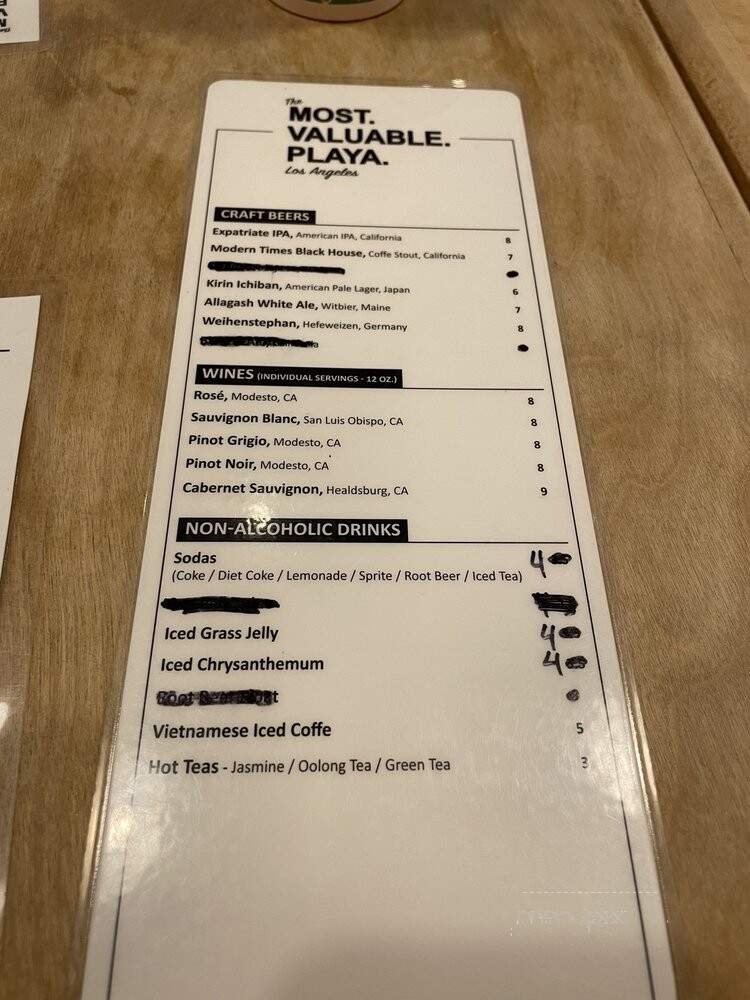 The
MOST.
VALUABLE.
PLAYA.
Los Angeles
CRAFT BEERS
Expatriate IPA, American IPA, California 8
Modern Times Black House, Coffe Stout, California 7
Kirin Ichiban, American Pale Lager, Japan 6
Allagash White Ale, Witbier, Maine 7
Weihenstephan, Hefeweizen, Germany 8
WINES (INDIVIDUAL SERVINGS - 12 OZ.)
Rosé, Modesto, CA 8
Sauvignon Blanc, San Luis Obispo, CA 8
Pinot Grigio, Modesto, CA 8
Pinot Noir, Modesto, CA 8
Cabernet Sauvignon, Healdsburg, CA 9
NON-ALCOHOLIC DRINKS
Sodas 4
(Coke / Diet Coke / Lemonade / Sprite / Root Beer / Iced Tea)
Iced Grass Jelly 4
Iced Chrysanthemum 4
Vietnamese Iced Coffe 5
Hot Teas - Jasmine / Oolong Tea / Green Tea 3